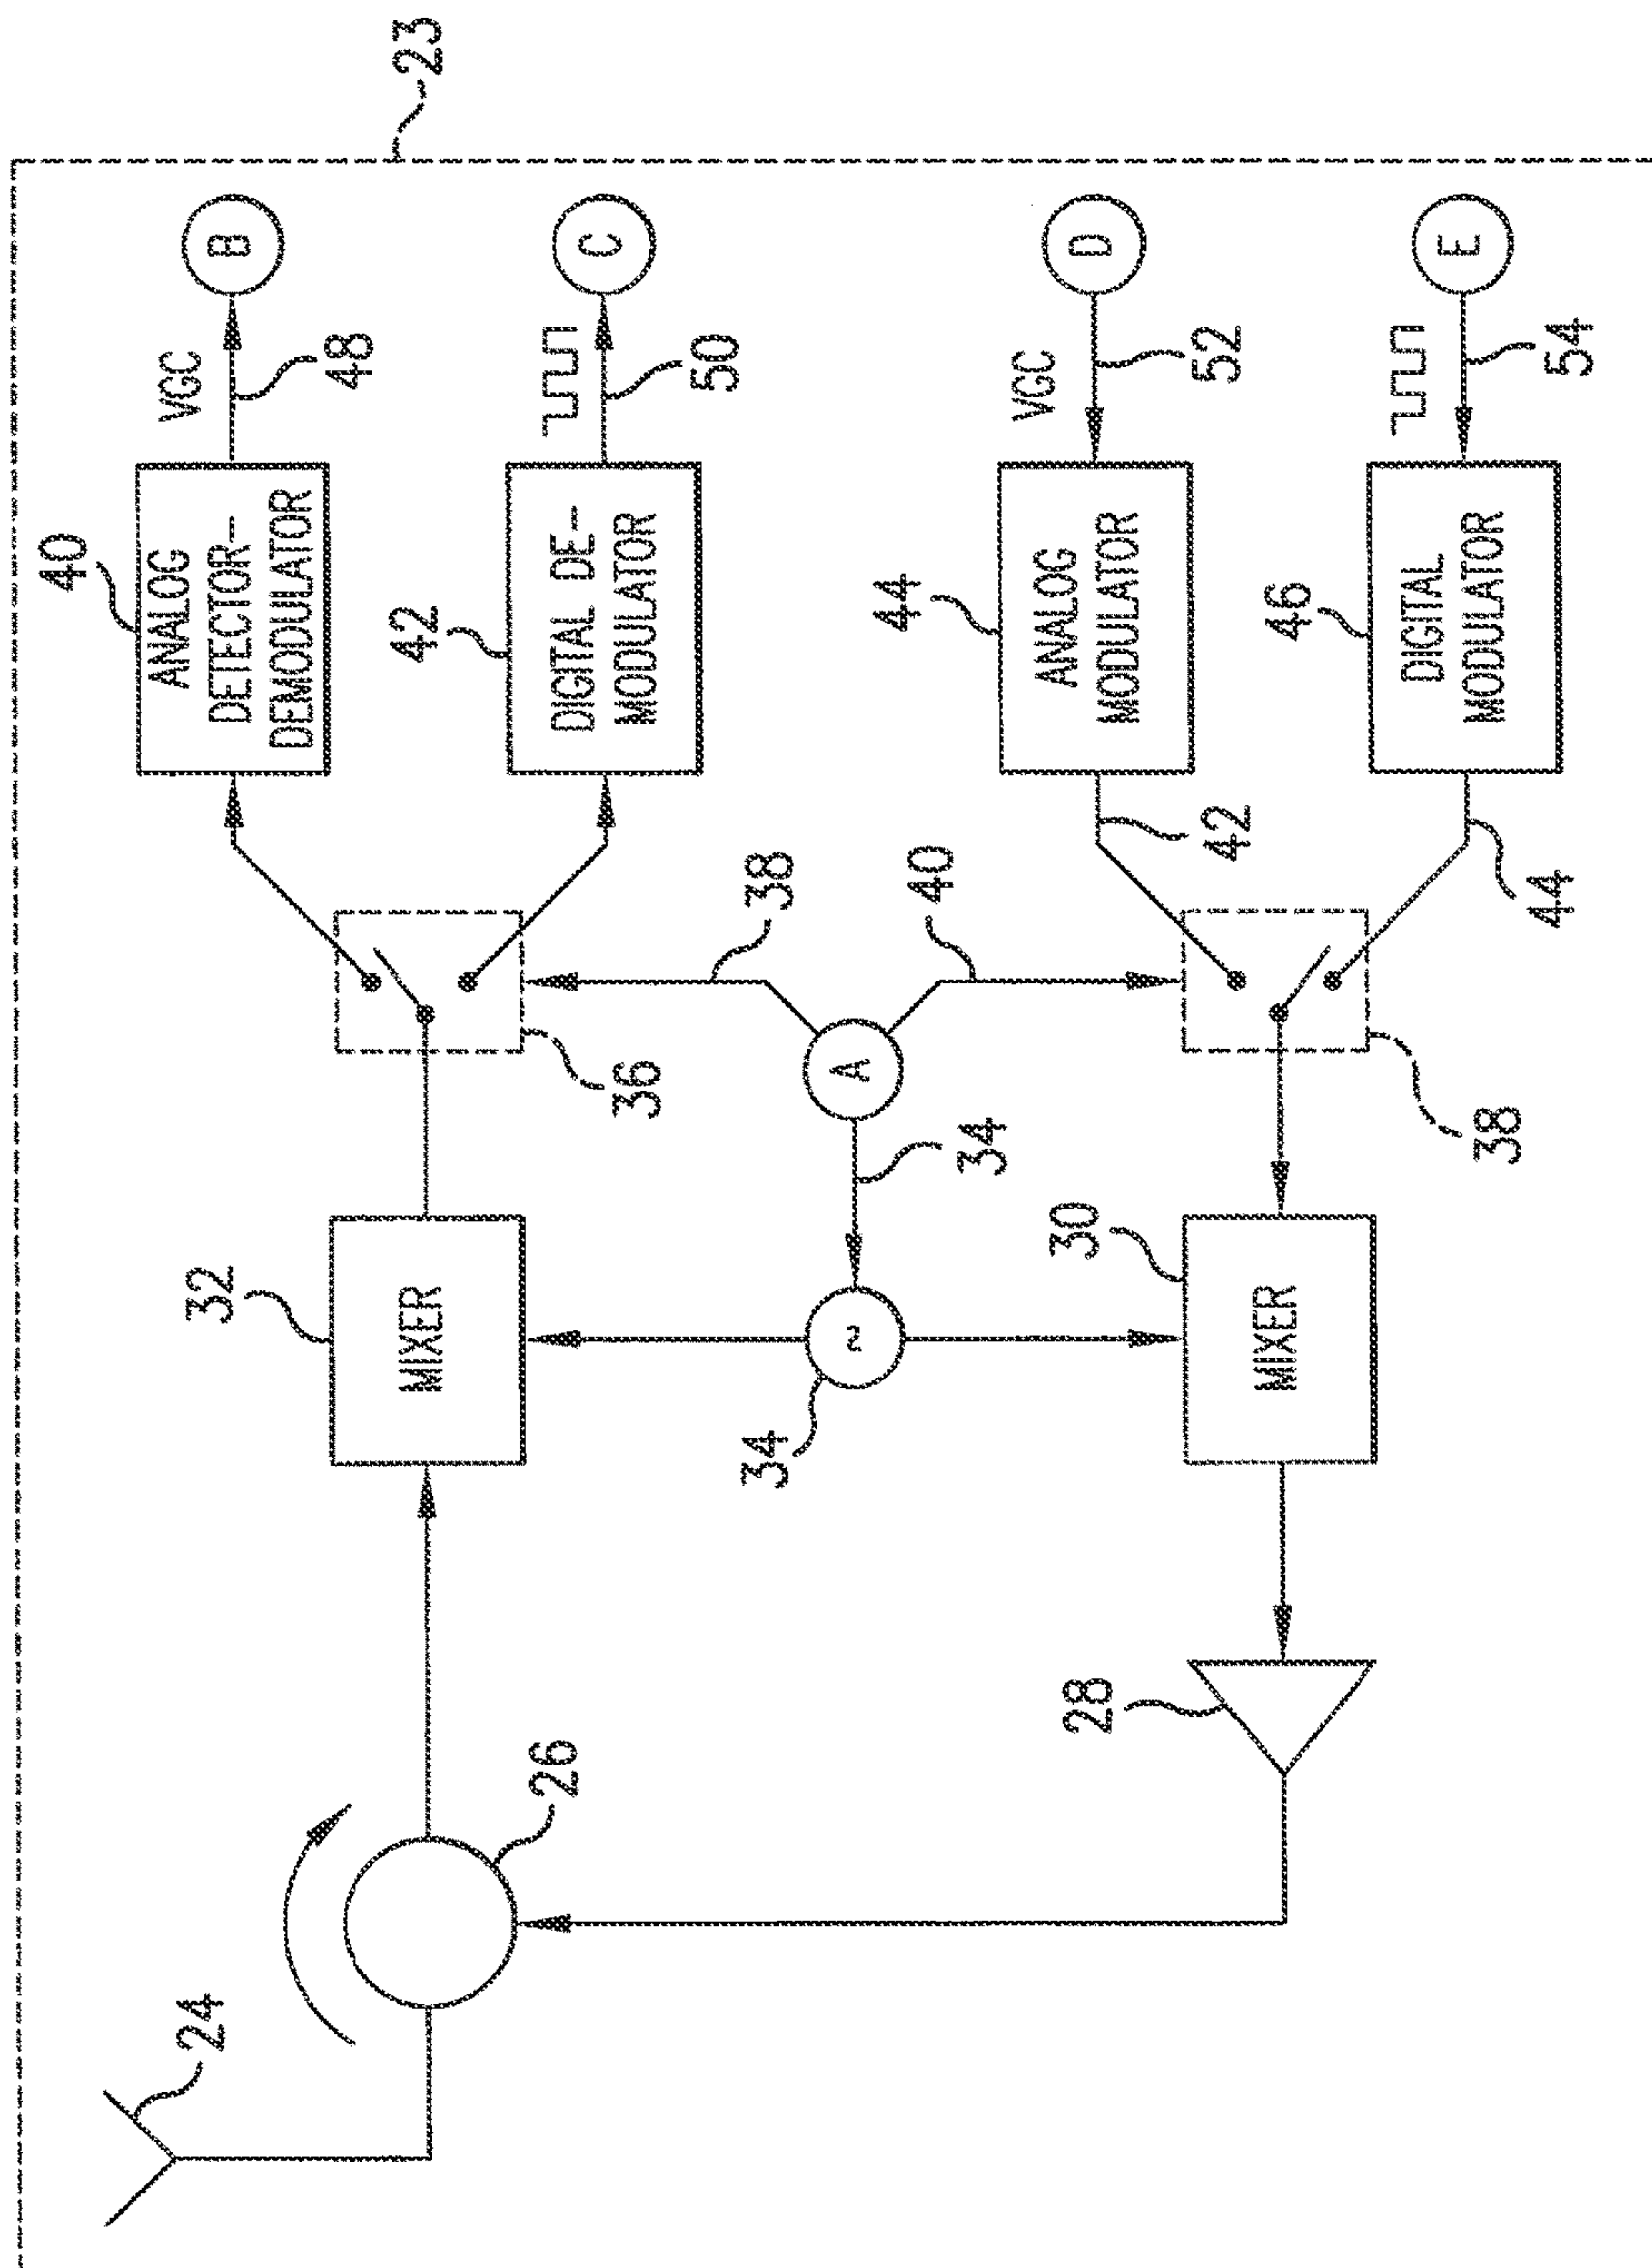 40
24
32
ANALOG
DETECTOR–
DEMODULATOR
VGC
B
48
23
MIXER
42
26
36
DIGITAL DE–
MODULATOR
C
50
34
38
2
A
34
40
44
28
30
ANALOG
MODULATOR
VGC
D
52
42
MIXER
46
38
DIGITAL
MODULATOR
E
44
54